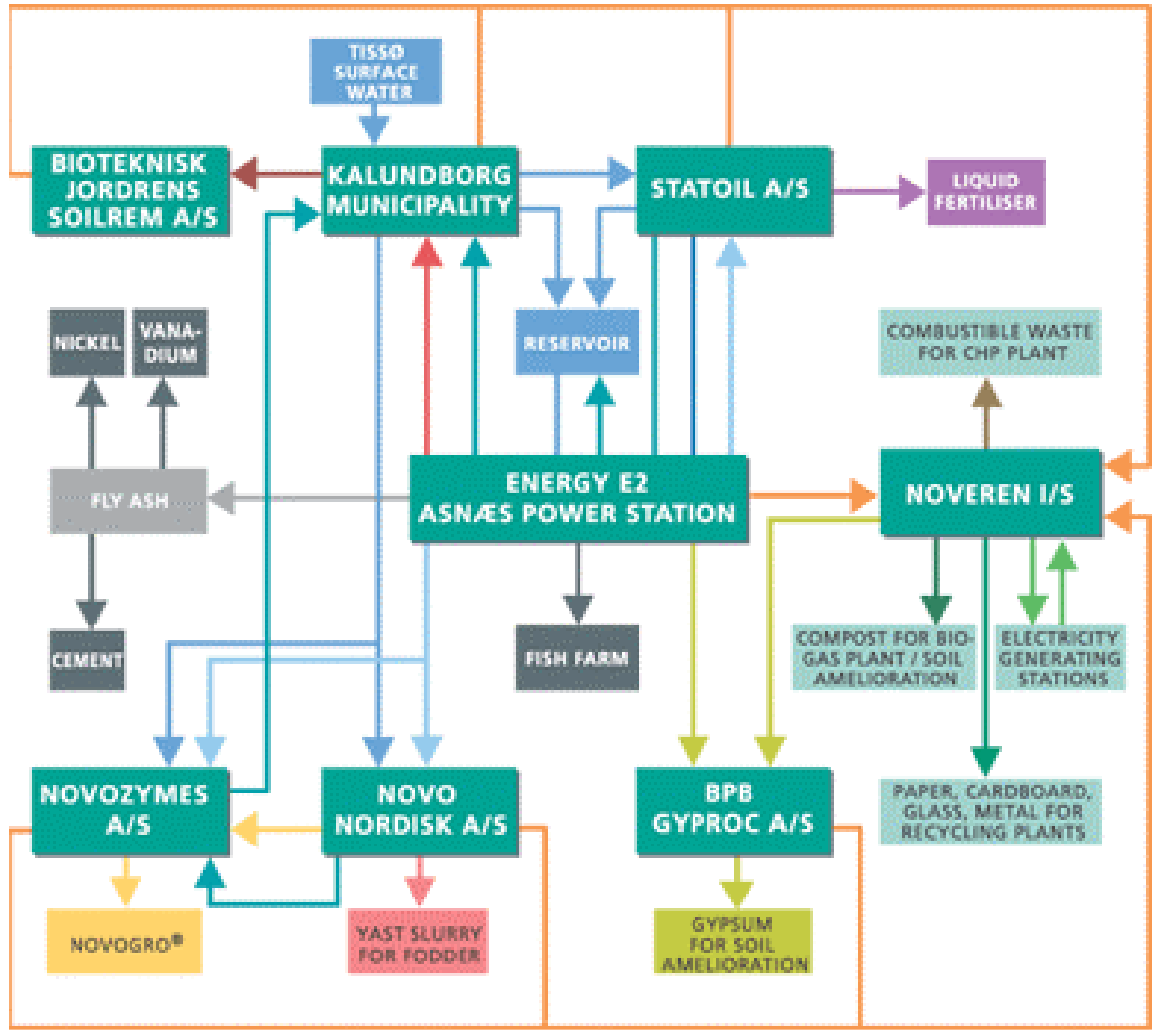 TISSØ
SURFACE
WATER
BIOTEKNISK
JORDRENS
SOILREM A/S
KALUNDBORG
MUNICIPALITY
STATOIL A/S
LIQUID
FERTILISER
NICKEL
VANA-
DIUM
RESERVOIR
COMBUSTIBLE WASTE
FOR CHP PLANT
FLY ASH
ENERGY E2
ASNÆS POWER STATION
NOVEREN I/S
CEMENT
FISH FARM
COMPOST FOR BIO-
GAS PLANT / SOIL
AMELIORATION
ELECTRICITY
GENERATING
STATIONS
NOVOZYMES
A/S
NOVO
NORDISK A/S
BPB
GYPROC A/S
PAPER, CARDBOARD,
GLASS, METAL FOR
RECYCLING PLANTS
NOVOGRO®
YAST SLURRY
FOR FODDER
GYPSUM
FOR SOIL
AMELIORATION